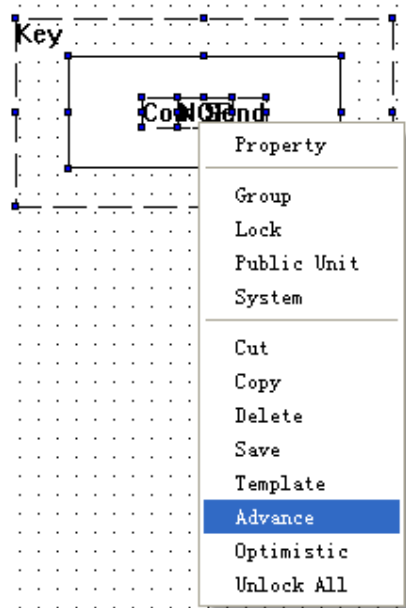 Key
Property
Group
Lock
Public Unit
System
Cut
Copy
Delete
Save
Template
Advance
Optimistic
Unlock All